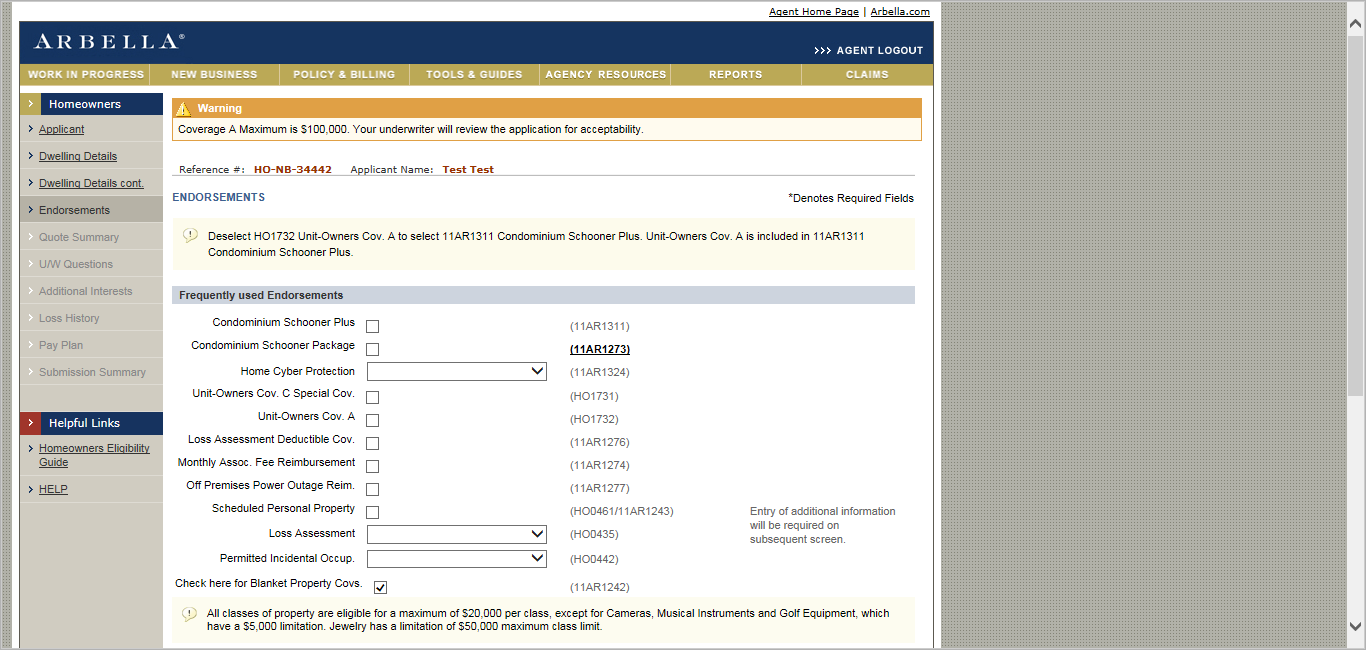 Agent Home Page | Arbella.com
ARBELLA®
>>> AGENT LOGOUT
WORK IN PROGRESS NEW BUSINESS POLICY & BILLING TOOLS & GUIDES AGENCY RESOURCES REPORTS CLAIMS
Homeowners
Applicant
Dwelling Details
Dwelling Details cont.
Endorsements
Quote Summary
U/W Questions
Additional Interests
Loss History
Pay Plan
Submission Summary
Helpful Links
Homeowners Eligibility
Guide
HELP
Warning
Coverage A Maximum is $100,000. Your underwriter will review the application for acceptability.
Reference #: HO-NB-34442 Applicant Name: Test Test
ENDORSEMENTS
*Denotes Required Fields
Deselect HO1732 Unit-Owners Cov. A to select 11AR1311 Condominium Schooner Plus. Unit-Owners Cov. A is included in 11AR1311
Condominium Schooner Plus.
Frequently used Endorsements
Condominium Schooner Plus (11AR1311)
Condominium Schooner Package (11AR1273)
Home Cyber Protection (11AR1324)
Unit-Owners Cov. C Special Cov. (HO1731)
Unit-Owners Cov. A (HO1732)
Loss Assessment Deductible Cov. (11AR1276)
Monthly Assoc. Fee Reimbursement (11AR1274)
Off Premises Power Outage Reim. (11AR1277)
Scheduled Personal Property (HO0461/11AR1243) Entry of additional information
will be required on
subsequent screen.
Loss Assessment (HO0435)
Permitted Incidental Occup. (HO0442)
Check here for Blanket Property Covs. (11AR1242)
All classes of property are eligible for a maximum of $20,000 per class, except for Cameras, Musical Instruments and Golf Equipment, which
have a $5,000 limitation. Jewelry has a limitation of $50,000 maximum class limit.